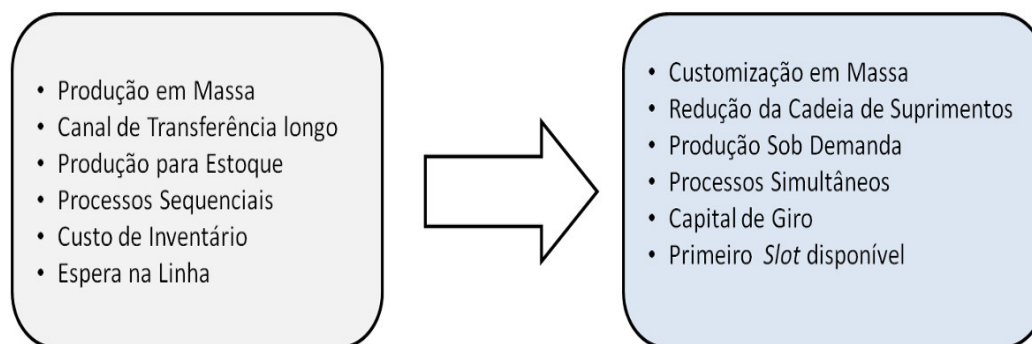 • Produção em Massa
• Canal de Transferência longo
• Produção para Estoque
• Processos Sequenciais
• Custo de Inventário
• Espera na Linha
• Customização em Massa
• Redução da Cadeia de Suprimentos
• Produção Sob Demanda
• Processos Simultâneos
• Capital de Giro
• Primeiro Slot disponível